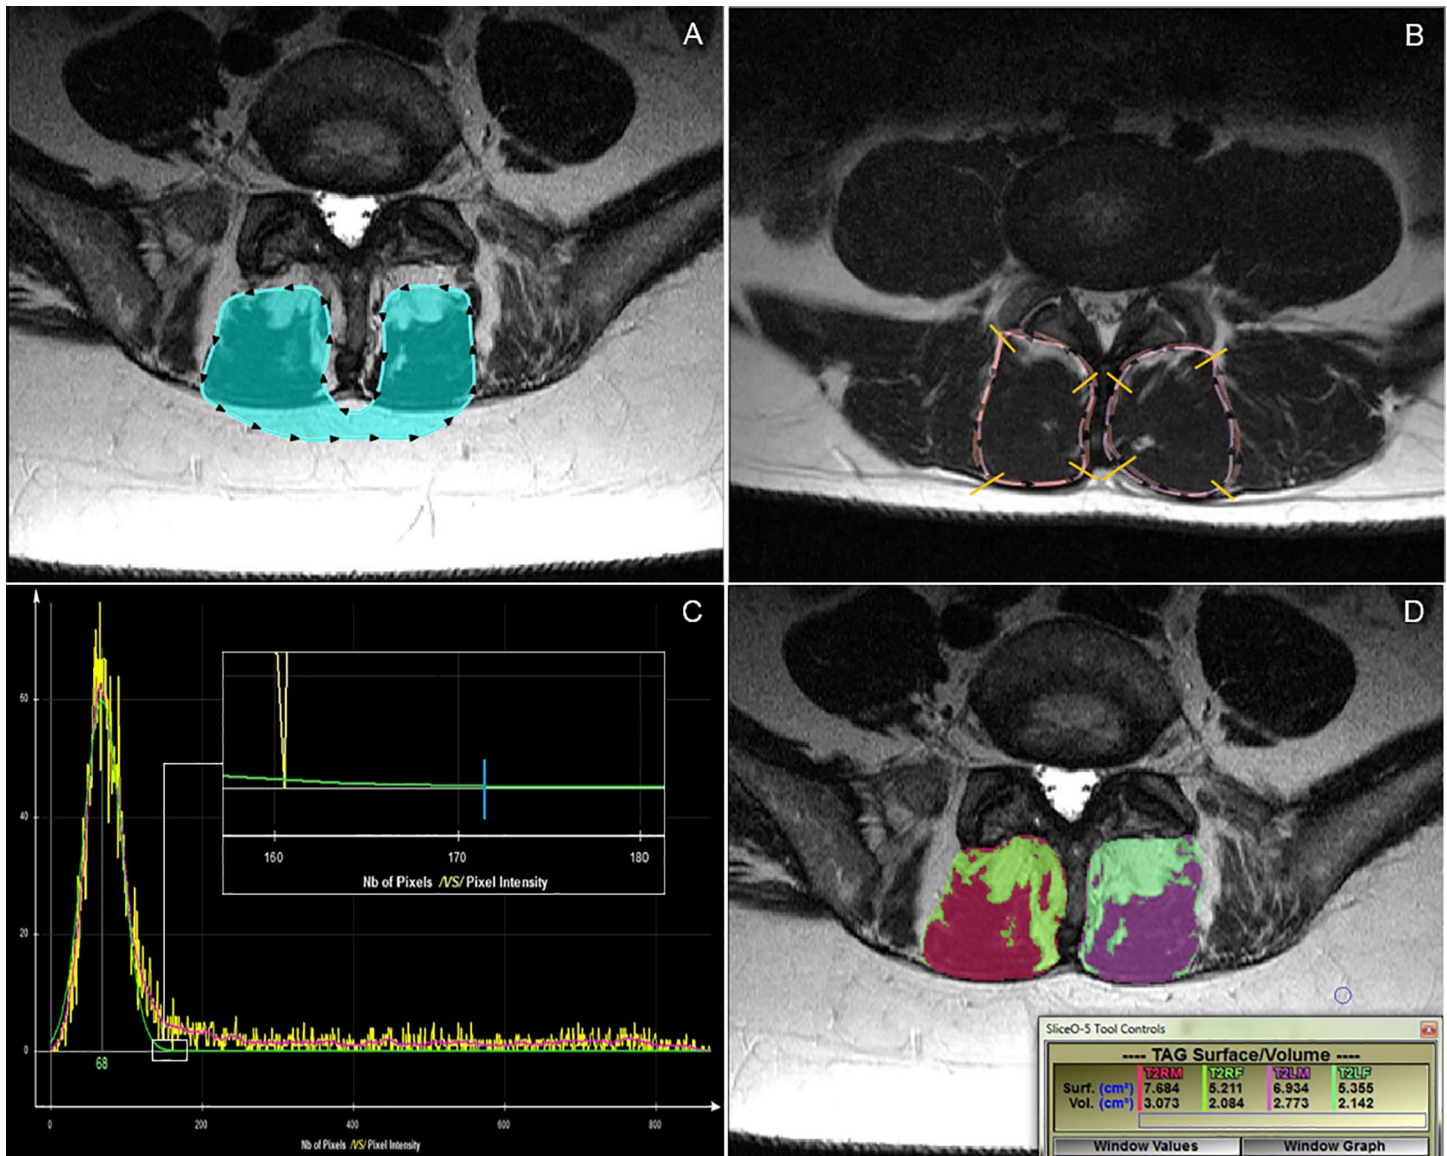 A
B
C
60
40
20
0
68
0
200
400
600
800
Nb of Pixels /VS/ Pixel Intensity
160
170
180
Nb of Pixels /VS/ Pixel Intensity
D
SliceO-5 Tool Controls
---- TAG Surface/Volume ----
T2RM T2RF T2LM T2LF
Surf. (cm²) 7.684 5.211 6.934 5.355
Vol. (cm³) 3.073 2.084 2.773 2.142
Window Values Window Graph